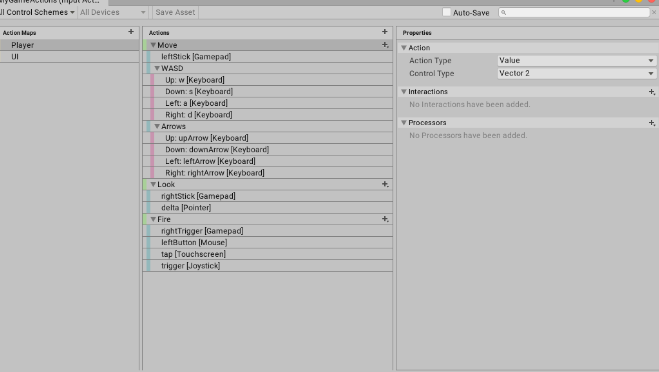 MyGameActions (Input Act...
All Control Schemes All Devices Save Asset Auto-Save
Action Maps +
Player
UI
Actions +
Move +
leftStick [Gamepad]
WASD
Up: w [Keyboard]
Down: s [Keyboard]
Left: a [Keyboard]
Right: d [Keyboard]
Arrows
Up: upArrow [Keyboard]
Down: downArrow [Keyboard]
Left: leftArrow [Keyboard]
Right: rightArrow [Keyboard]
Look +
rightStick [Gamepad]
delta [Pointer]
Fire +
rightTrigger [Gamepad]
leftButton [Mouse]
tap [Touchscreen]
trigger [Joystick]
Properties
Action
Action Type Value
Control Type Vector 2
Interactions +
No Interactions have been added.
Processors +
No Processors have been added.